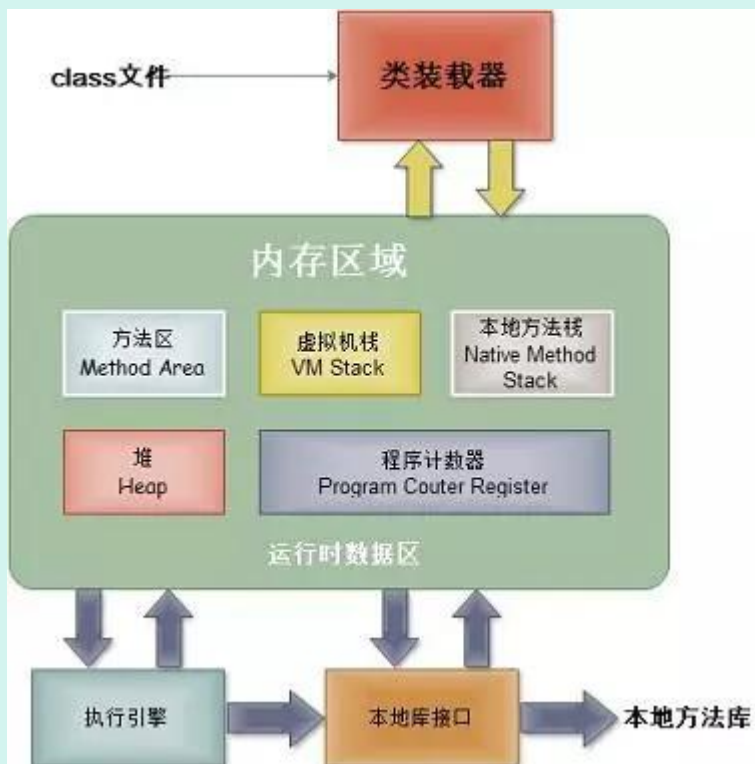 class文件
类装载器
内存区域
方法区
Method Area
虚拟机栈
VM Stack
本地方法栈
Native Method
Stack
堆
Heap
程序计数器
Program Couter Register
运行时数据区
执行引擎
本地库接口
本地方法库